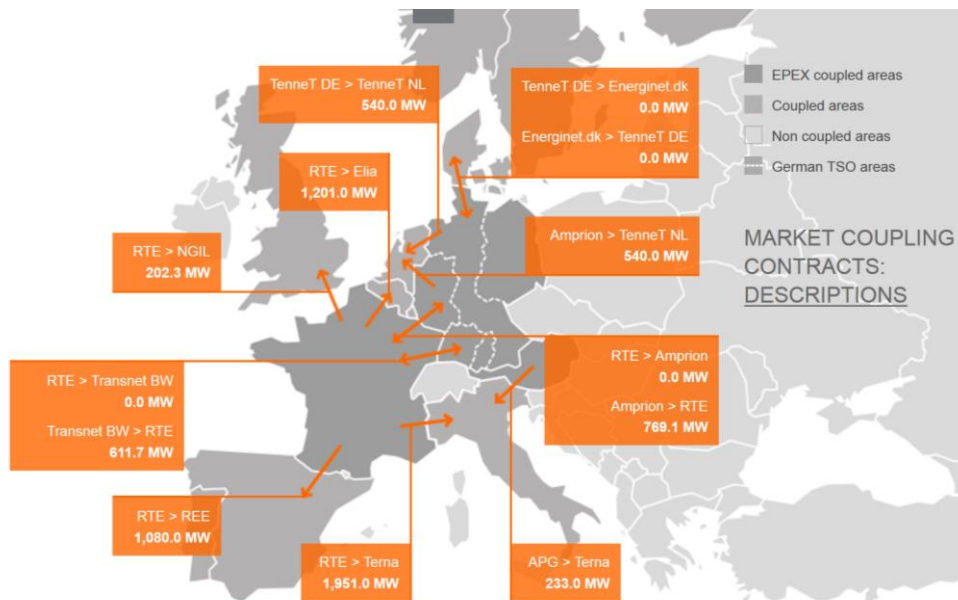 TenneT DE > TenneT NL
540.0 MW
TenneT DE > Energinet.dk
0.0 MW
Energinet.dk > TenneT DE
0.0 MW
EPEX coupled areas
Coupled areas
Non coupled areas
German TSO areas
RTE > Elia
1,201.0 MW
RTE > NGIL
202.3 MW
Amprion > TenneT NL
540.0 MW
MARKET COUPLING
CONTRACTS:
DESCRIPTIONS
RTE > Transnet BW
0.0 MW
Transnet BW > RTE
611.7 MW
RTE > Amprion
0.0 MW
Amprion > RTE
769.1 MW
RTE > REE
1,080.0 MW
RTE > Terna
1,951.0 MW
APG > Terna
233.0 MW